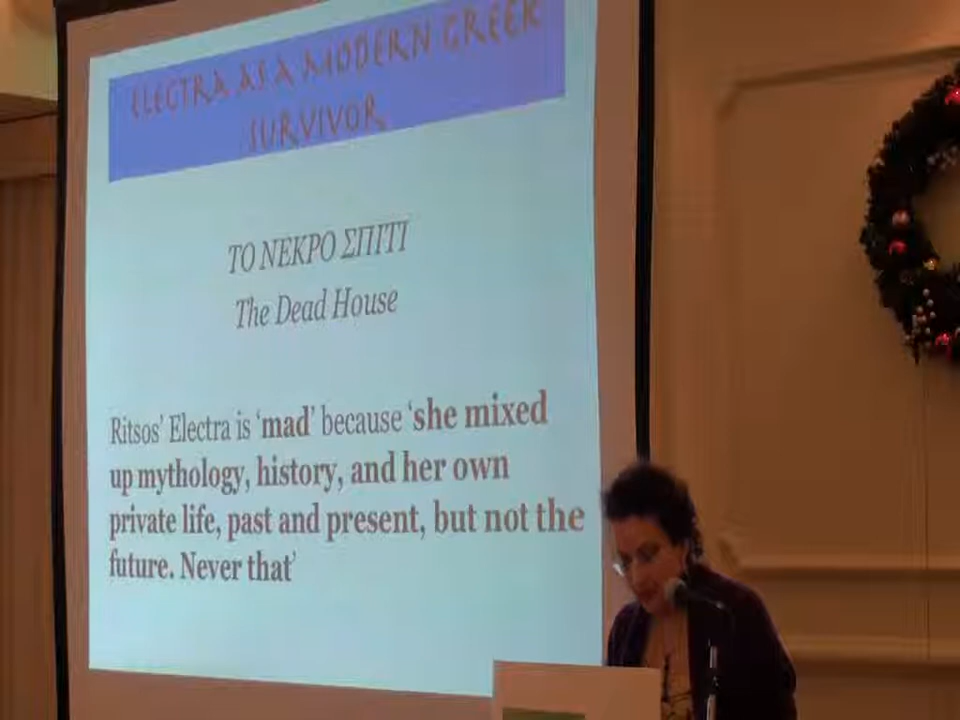 ELECTRA AS A MODERN GREEK
SURVIVOR
ΤΟ ΝΕΚΡΟ ΣΠΙΤΙ
The Dead House
Ritsos’ Electra is ‘mad’ because ‘she mixed
up mythology, history, and her own
private life, past and present, but not the
future. Never that’